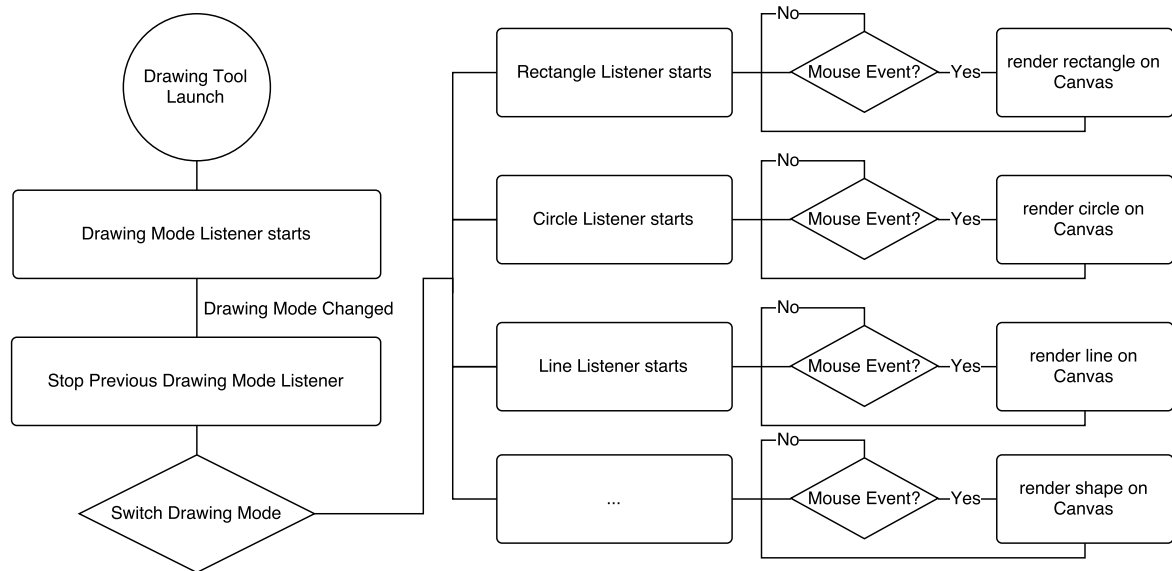 Drawing Tool
Launch
Drawing Mode Listener starts
Drawing Mode Changed
Stop Previous Drawing Mode Listener
Switch Drawing Mode
Rectangle Listener starts
No
Mouse Event?
Yes
render rectangle on
Canvas
Circle Listener starts
No
Mouse Event?
Yes
render circle on
Canvas
Line Listener starts
No
Mouse Event?
Yes
render line on
Canvas
...
No
Mouse Event?
Yes
render shape on
Canvas